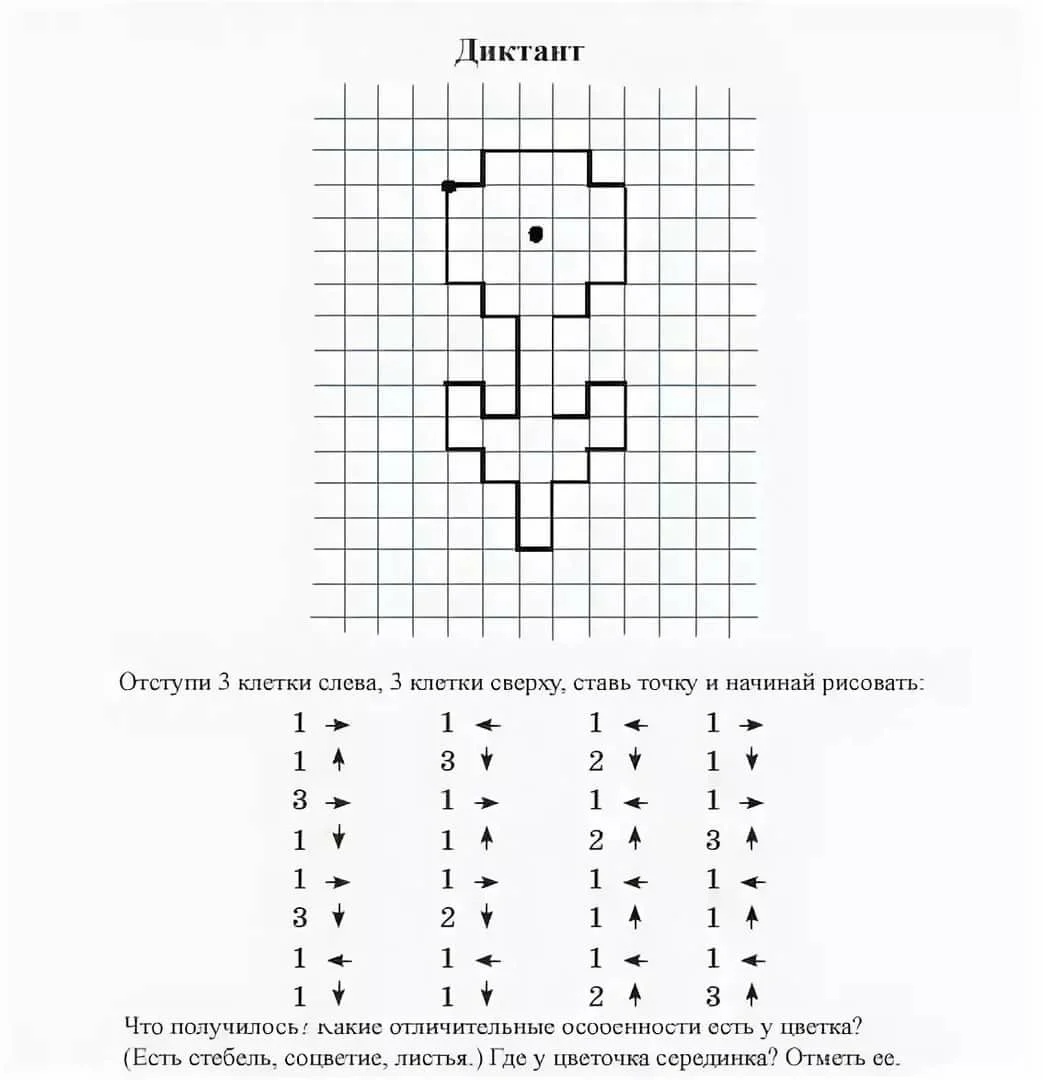 Диктант
Отступи 3 клетки слева, 3 клетки сверху, ставь точку и начинай рисовать:
1 → 1 ← 1 ← 1 →
1 ↑ 3 ↓ 2 ↓ 1 ↓
3 → 1 → 1 ← 1 →
1 ↓ 1 ↑ 2 ↑ 3 ↑
1 → 1 → 1 ← 1 ←
3 ↓ 2 ↓ 1 ↑ 1 ↑
1 ← 1 ← 1 ← 1 ←
1 ↓ 1 ↓ 2 ↑ 3 ↑
Что получилось? Какие отличительные особенности есть у цветка?
(Есть стебель, соцветие, листья.) Где у цветочка серединка? Отметь ее.